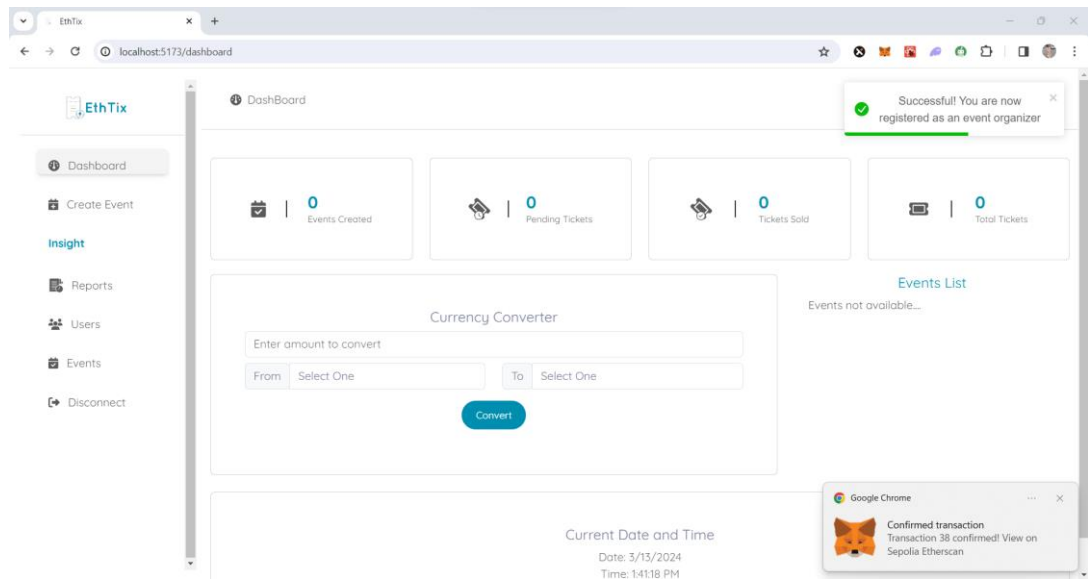 EthTix
localhost:5173/dashboard
EthTix
DashBoard
Successful! You are now
registered as an event organizer
Dashboard
Create Event
Insight
Reports
Users
Events
Disconnect
0
Events Created
0
Pending Tickets
0
Tickets Sold
0
Total Tickets
Currency Converter
Enter amount to convert
From Select One
To Select One
Convert
Events List
Events not available....
Current Date and Time
Date: 3/13/2024
Time: 1:41:18 PM
Google Chrome
Confirmed transaction
Transaction 38 confirmed! View on
Sepolia Etherscan